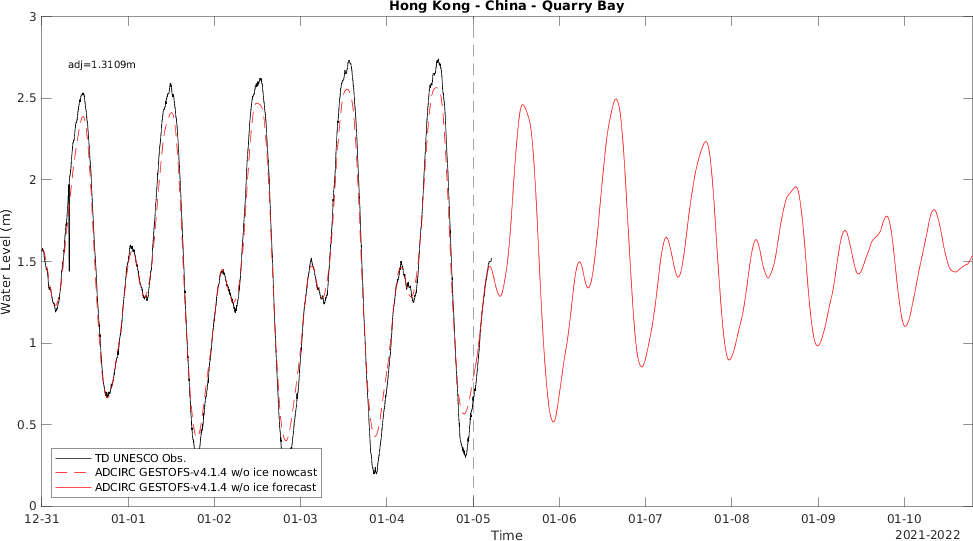 Hong Kong - China - Quarry Bay
adj=1.3109m
3
2.5
2
1.5
1
0.5
0
Water Level (m)
TD UNESCO Obs.
ADCIRC GESTOFS-v4.1.4 w/o ice nowcast
ADCIRC GESTOFS-v4.1.4 w/o ice forecast
12-31 01-01 01-02 01-03 01-04 01-05 01-06 01-07 01-08 01-09 01-10
Time
2021-2022